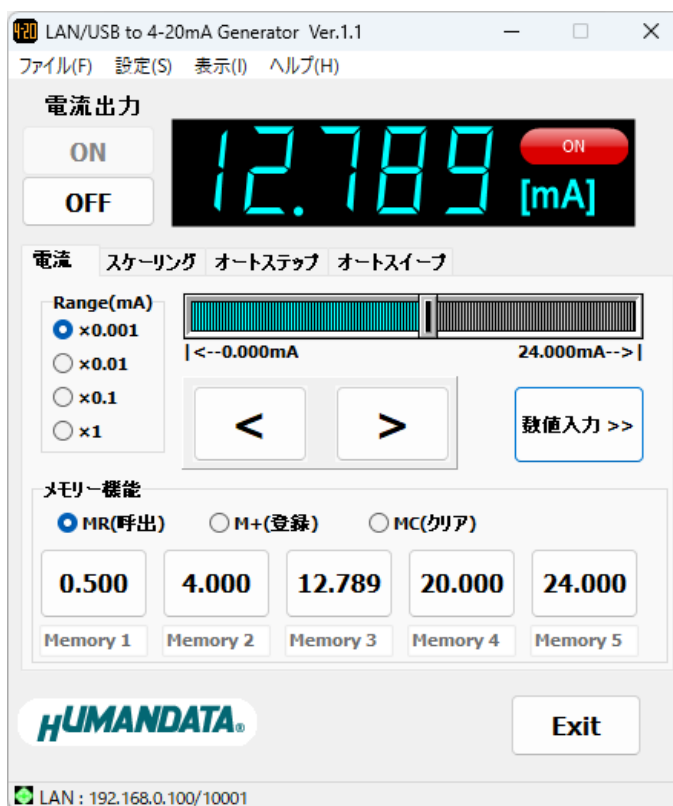 LAN/USB to 4-20mA Generator Ver.1.1
ファイル(F) 設定(S) 表示(I) ヘルプ(H)
電流出力
ON
OFF
12.789
ON
[mA]
電流 スケーリング オートステップ オートスイープ
Range(mA)
×0.001
×0.01
×0.1
×1
|<--0.000mA 24.000mA-->|
< >
数値入力 >>
メモリー機能
MR(呼出) M+(登録) MC(クリア)
0.500 4.000 12.789 20.000 24.000
Memory 1 Memory 2 Memory 3 Memory 4 Memory 5
HUMANDATA®
Exit
LAN : 192.168.0.100/10001